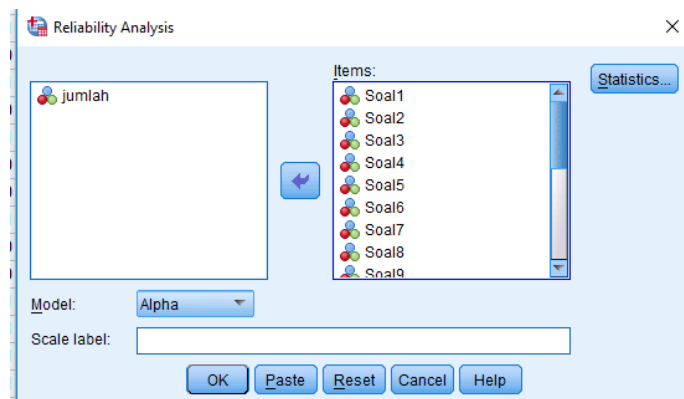 Reliability Analysis
Items:
Statistics...
jumlah
Soal1
Soal2
Soal3
Soal4
Soal5
Soal6
Soal7
Soal8
Soal9
Model:
Alpha
Scale label:
OK
Paste
Reset
Cancel
Help